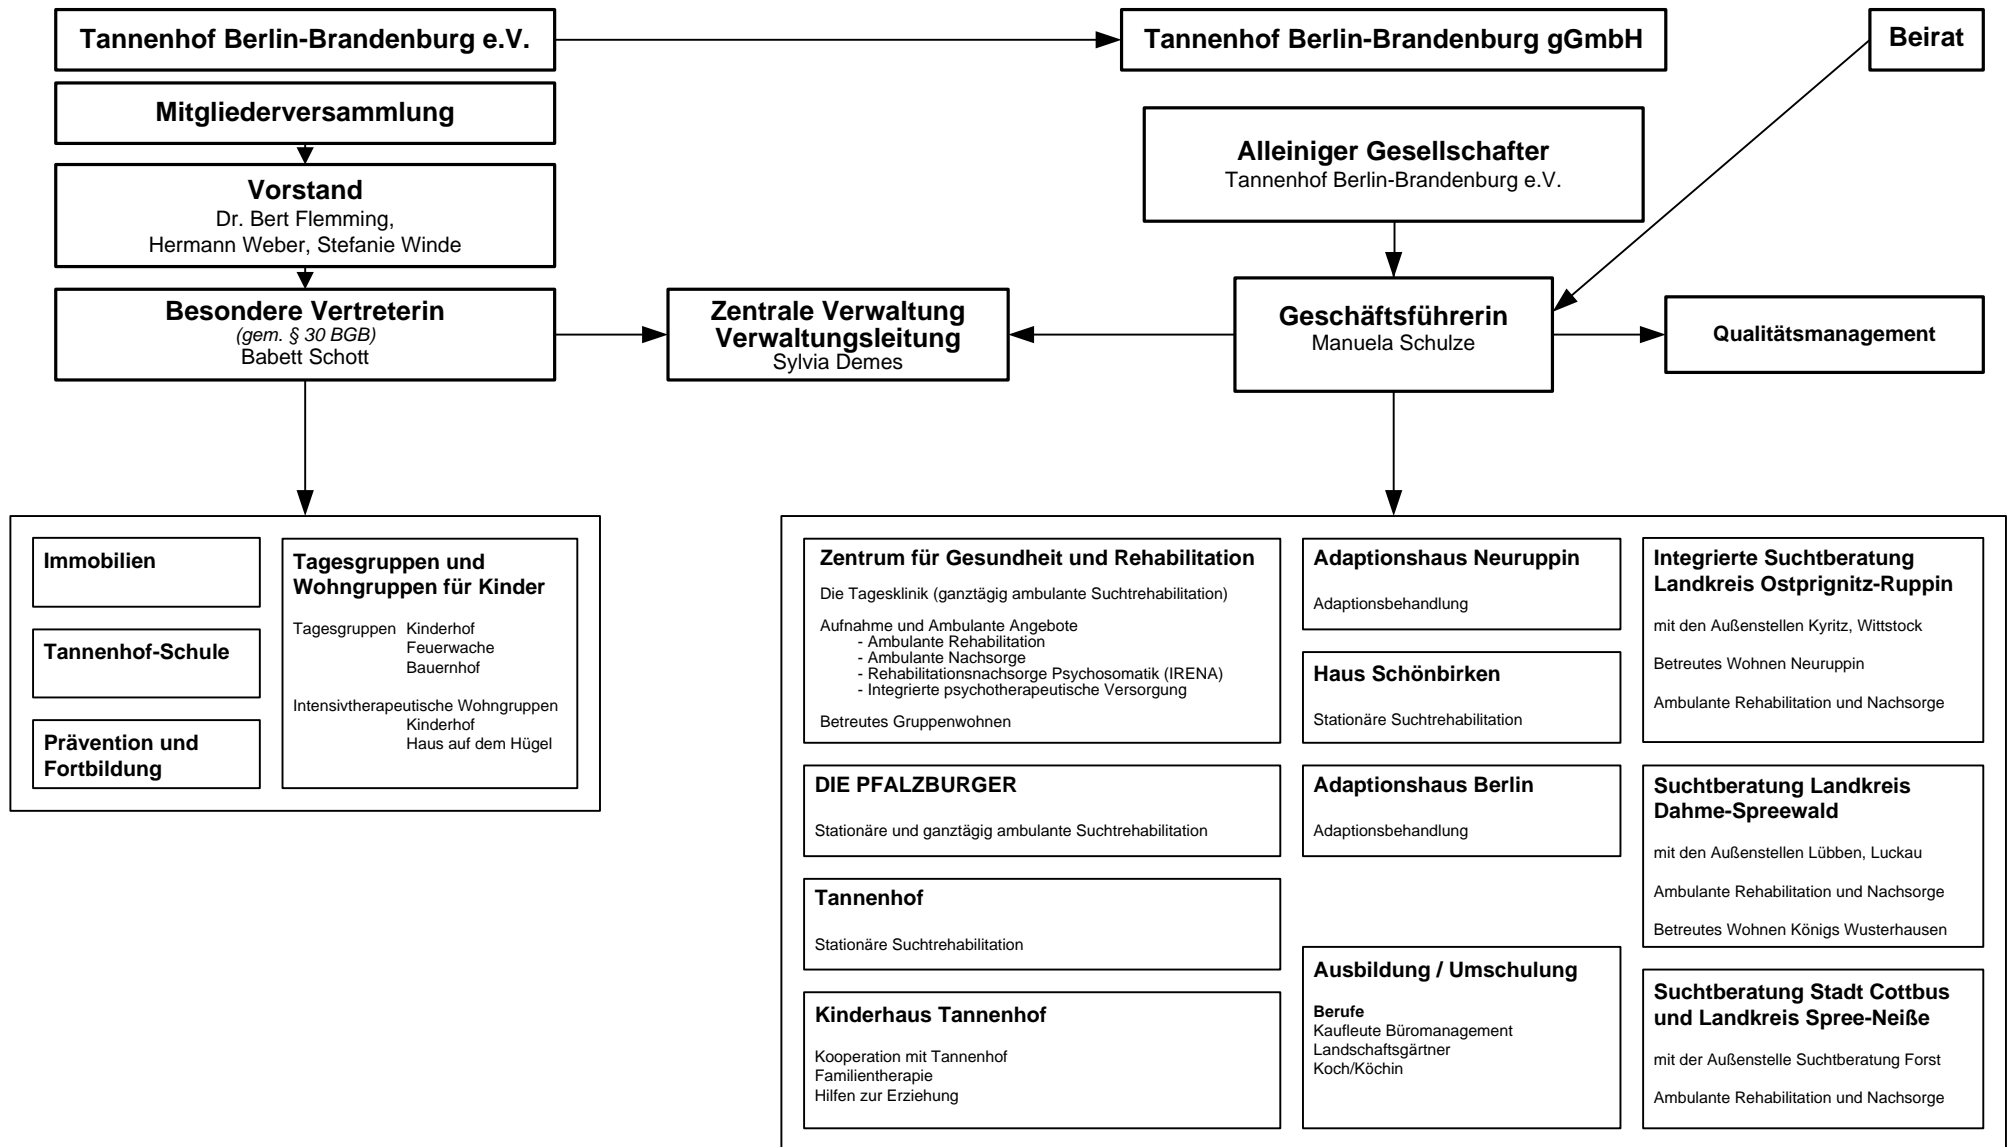 Tannenhof Berlin-Brandenburg e.V.
Tannenhof Berlin-Brandenburg gGmbH
Beirat
Mitgliederversammlung
Alleiniger Gesellschafter
Tannenhof Berlin-Brandenburg e.V.
Vorstand
Dr. Bert Flemming,
Hermann Weber, Stefanie Winde
Besondere Vertreterin
(gem. § 30 BGB)
Babett Schott
Zentrale Verwaltung
Verwaltungsleitung
Sylvia Demes
Geschäftsführerin
Manuela Schulze
Qualitätsmanagement
Immobilien
Tannenhof-Schule
Prävention und
Fortbildung
Tagesgruppen und
Wohngruppen für Kinder
Tagesgruppen Kinderhof
Feuerwache
Bauernhof
Intensivtherapeutische Wohngruppen
Kinderhof
Haus auf dem Hügel
Zentrum für Gesundheit und Rehabilitation
Die Tagesklinik (ganztägig ambulante Suchtrehabilitation)
Aufnahme und Ambulante Angebote
- Ambulante Rehabilitation
- Ambulante Nachsorge
- Rehabilitationsnachsorge Psychosomatik (IRENA)
- Integrierte psychotherapeutische Versorgung
Betreutes Gruppenwohnen
DIE PFALZBURGER
Stationäre und ganztägig ambulante Suchtrehabilitation
Tannenhof
Stationäre Suchtrehabilitation
Kinderhaus Tannenhof
Kooperation mit Tannenhof
Familientherapie
Hilfen zur Erziehung
Adaptionshaus Neuruppin
Adaptionsbehandlung
Haus Schönbirken
Stationäre Suchtrehabilitation
Adaptionshaus Berlin
Adaptionsbehandlung
Ausbildung / Umschulung
Berufe
Kaufleute Büromanagement
Landschaftsgärtner
Koch/Köchin
Integrierte Suchtberatung
Landkreis Ostprignitz-Ruppin
mit den Außenstellen Kyritz, Wittstock
Betreutes Wohnen Neuruppin
Ambulante Rehabilitation und Nachsorge
Suchtberatung Landkreis
Dahme-Spreewald
mit den Außenstellen Lübben, Luckau
Ambulante Rehabilitation und Nachsorge
Betreutes Wohnen Königs Wusterhausen
Suchtberatung Stadt Cottbus
und Landkreis Spree-Neiße
mit der Außenstelle Suchtberatung Forst
Ambulante Rehabilitation und Nachsorge